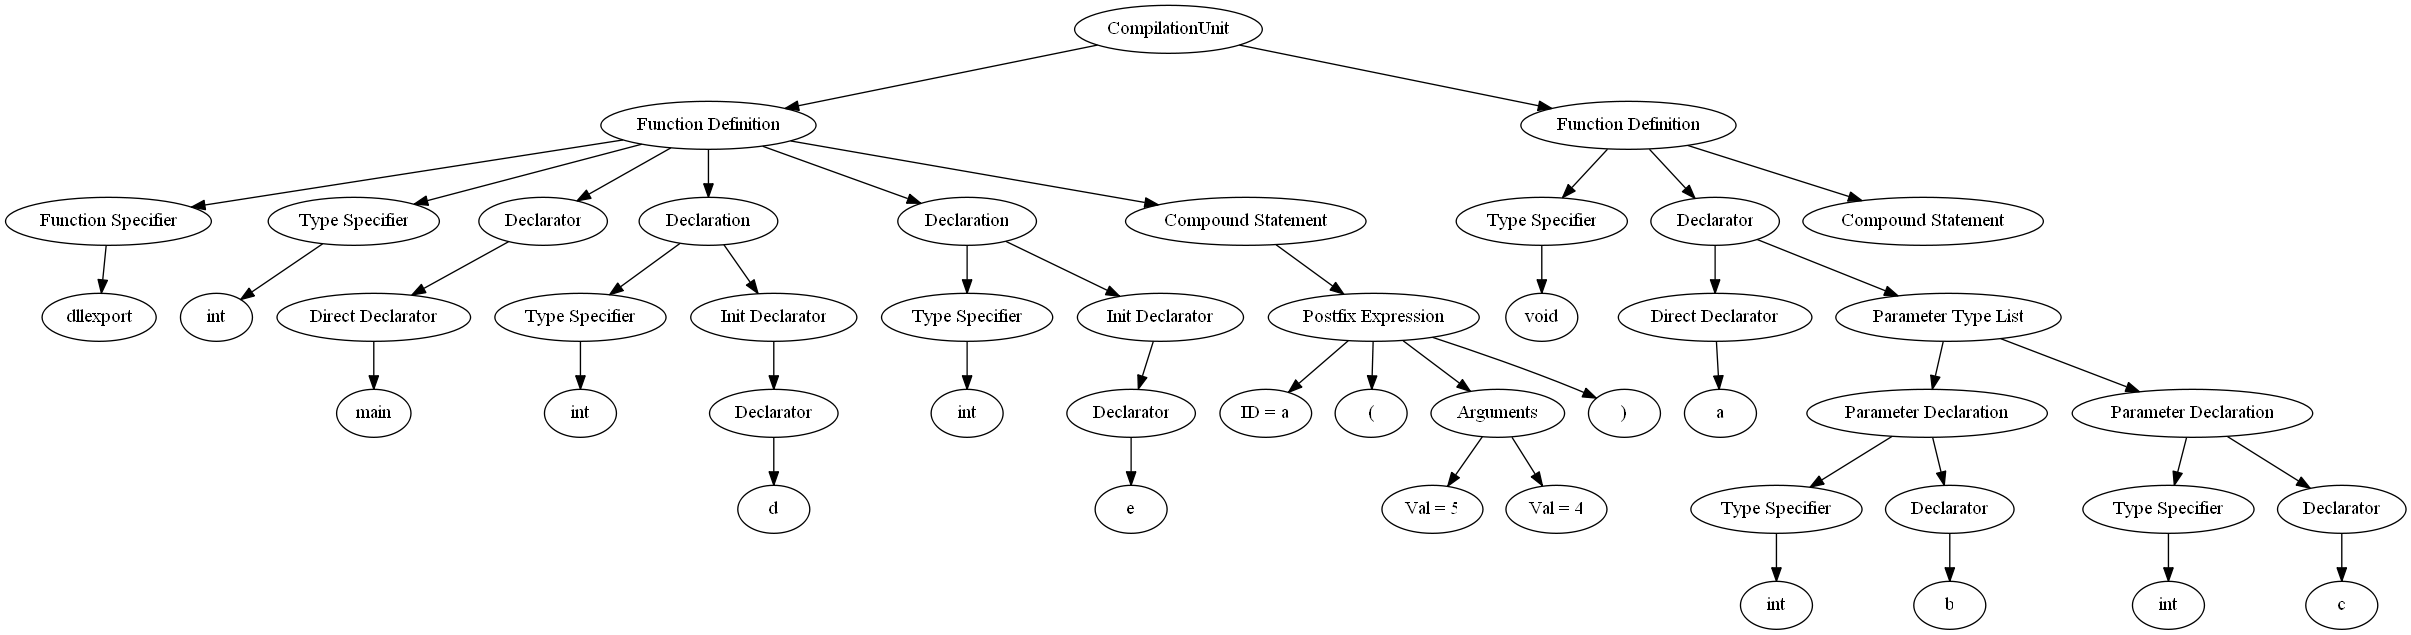 CompilationUnit
Function Definition
Function Definition
Function Specifier
Type Specifier
Declarator
Declaration
Declaration
Compound Statement
Type Specifier
Declarator
Compound Statement
dllexport
int
Direct Declarator
Type Specifier
Init Declarator
Type Specifier
Init Declarator
Postfix Expression
void
Direct Declarator
Parameter Type List
main
int
Declarator
int
Declarator
ID = a
(
Arguments
)
a
Parameter Declaration
Parameter Declaration
d
e
Val = 5
Val = 4
Type Specifier
Declarator
Type Specifier
Declarator
int
b
int
c